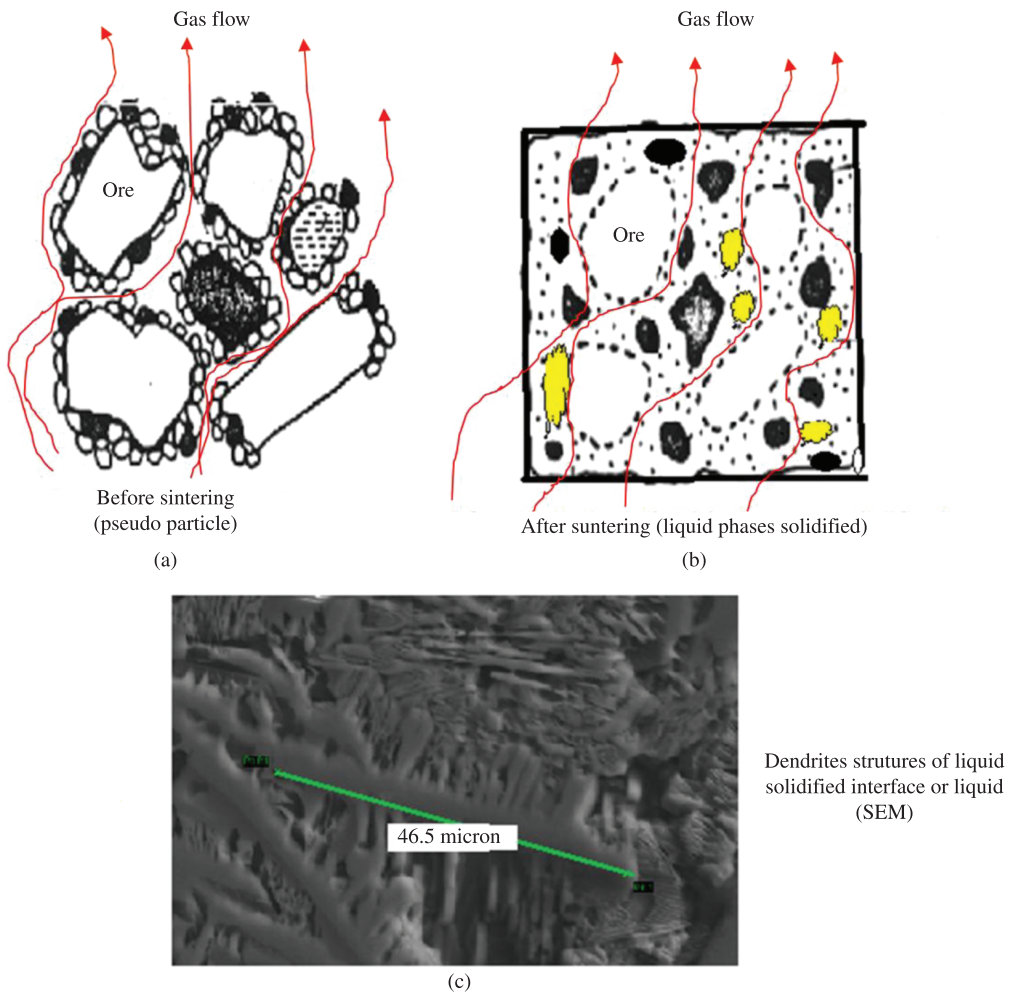 Gas flow
Gas flow
Ore
Ore
Before sintering
(pseudo particle)
(a)
After suntering (liquid phases solidified)
(b)
46.5 micron
Dendrites strutures of liquid
solidified interface or liquid
(SEM)
(c)